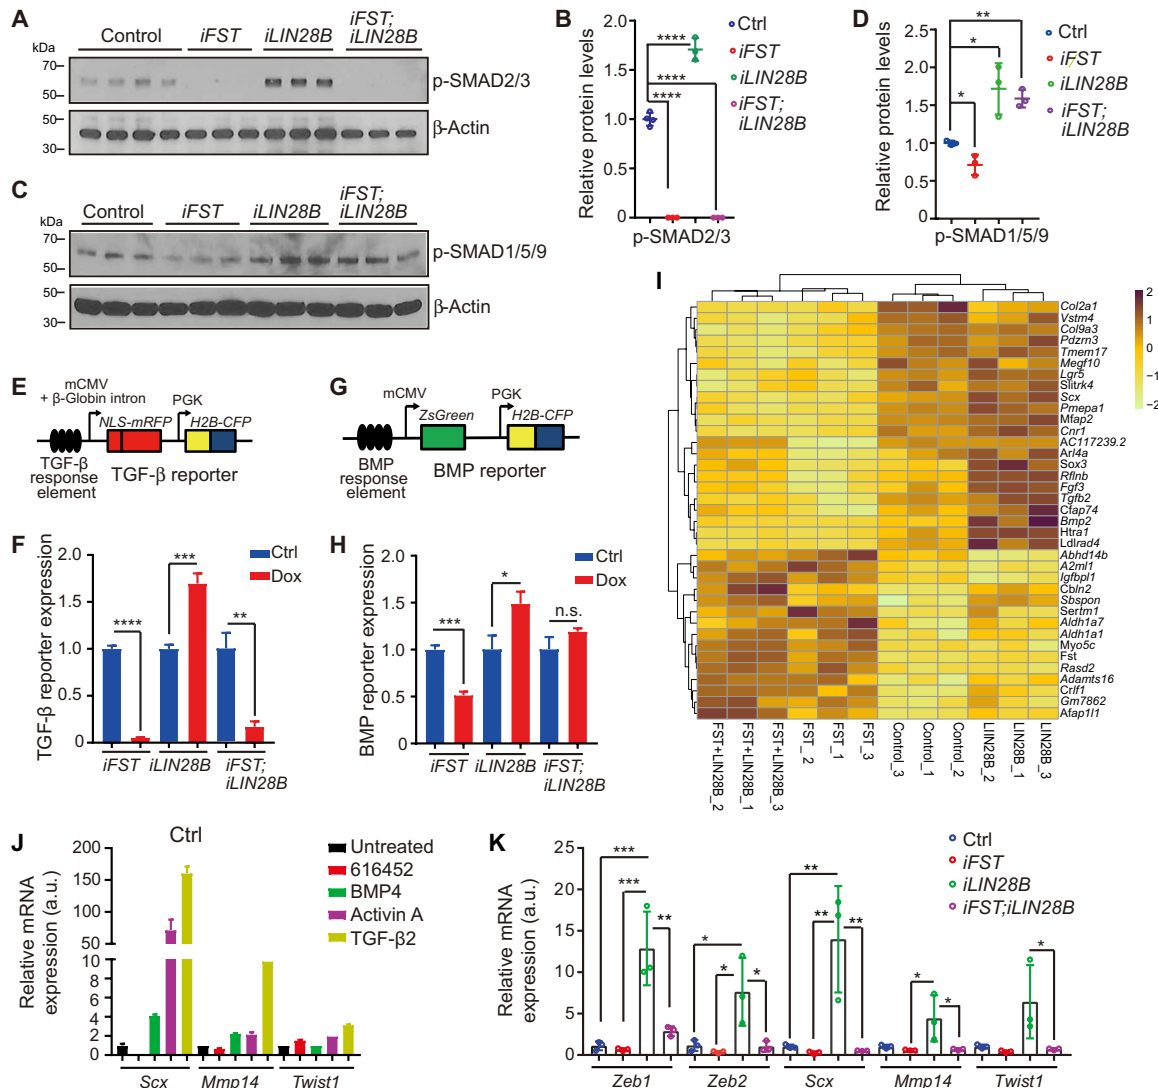 A
kDa
Control
iFST
iLIN28B
iFST;
iLIN28B
70
50
p-SMAD2/3
50
30
β-Actin
B
Relative protein levels
2.0
1.5
1.0
0.5
0
****
****
****
p-SMAD2/3
Ctrl
iFST
iLIN28B
iFST;
iLIN28B
D
Relative protein levels
2.5
2.0
1.5
1.0
0.5
0
**
*
*
p-SMAD1/5/9
Ctrl
iFST
iLIN28B
iFST;
iLIN28B
C
kDa
Control
iFST
iLIN28B
iFST;
iLIN28B
70
50
p-SMAD1/5/9
50
30
β-Actin
E
mCMV
+ β-Globin intron
PGK
NLS-mRFP
H2B-CFP
TGF-β
response
element
TGF-β reporter
G
mCMV
PGK
ZsGreen
H2B-CFP
BMP
response
element
BMP reporter
F
TGF-β reporter expression
2.0
1.5
1.0
0.5
0
****
***
**
Ctrl
Dox
iFST
iLIN28B
iFST;
iLIN28B
H
BMP reporter expression
2.0
1.5
1.0
0.5
0
***
*
n.s.
Ctrl
Dox
iFST
iLIN28B
iFST;
iLIN28B
I
Col2a1
Vstm4
Col9a3
Pdzrn3
Tmem17
Megf10
Lgr5
Slitrk4
Scx
Pmepa1
Mfap2
Cnr1
AC117239.2
Arl4a
Sox3
Rflnb
Fgf3
Tgfb2
Cfap74
Bmp2
Htra1
Ldlrad4
Abhd14b
A2ml1
Igfbpl1
Cbln2
Sbspon
Sertm1
Aldh1a7
Aldh1a1
Myo5c
Fst
Rasd2
Adamts16
Crlf1
Gm7862
Afap1l1
2
1
0
−1
−2
FST+LIN28B_2
FST+LIN28B_1
FST+LIN28B_3
FST_2
FST_1
FST_3
Control_3
Control_1
Control_2
LIN28B_2
LIN28B_1
LIN28B_3
J
Ctrl
Relative mRNA
expression (a.u.)
200
150
100
50
10
8
6
4
2
0
Untreated
616452
BMP4
Activin A
TGF-β2
Scx
Mmp14
Twist1
K
Relative mRNA
expression (a.u.)
25
20
15
10
5
0
***
***
**
*
*
*
**
**
**
*
*
*
Ctrl
iFST
iLIN28B
iFST;iLIN28B
Zeb1
Zeb2
Scx
Mmp14
Twist1